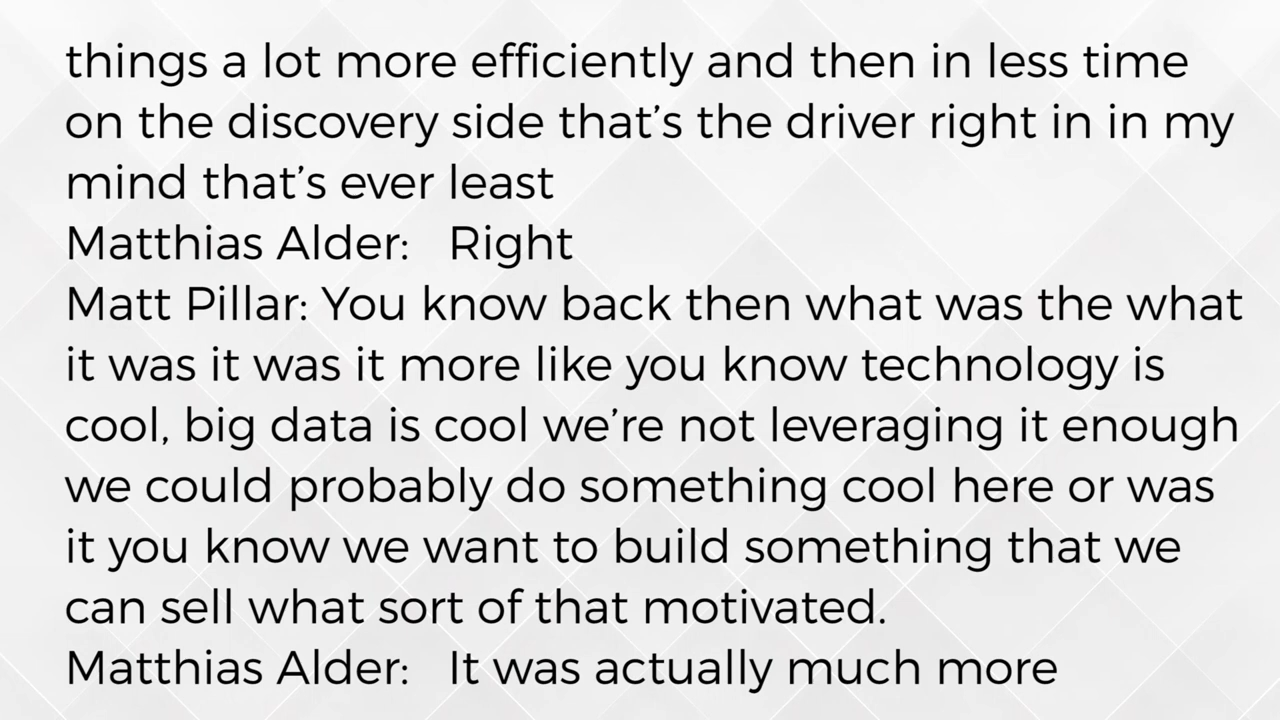 things a lot more efficiently and then in less time
on the discovery side that’s the driver right in in my
mind that’s ever least
Matthias Alder: Right
Matt Pillar: You know back then what was the what
it was it was it more like you know technology is
cool, big data is cool we’re not leveraging it enough
we could probably do something cool here or was
it you know we want to build something that we
can sell what sort of that motivated.
Matthias Alder: It was actually much more